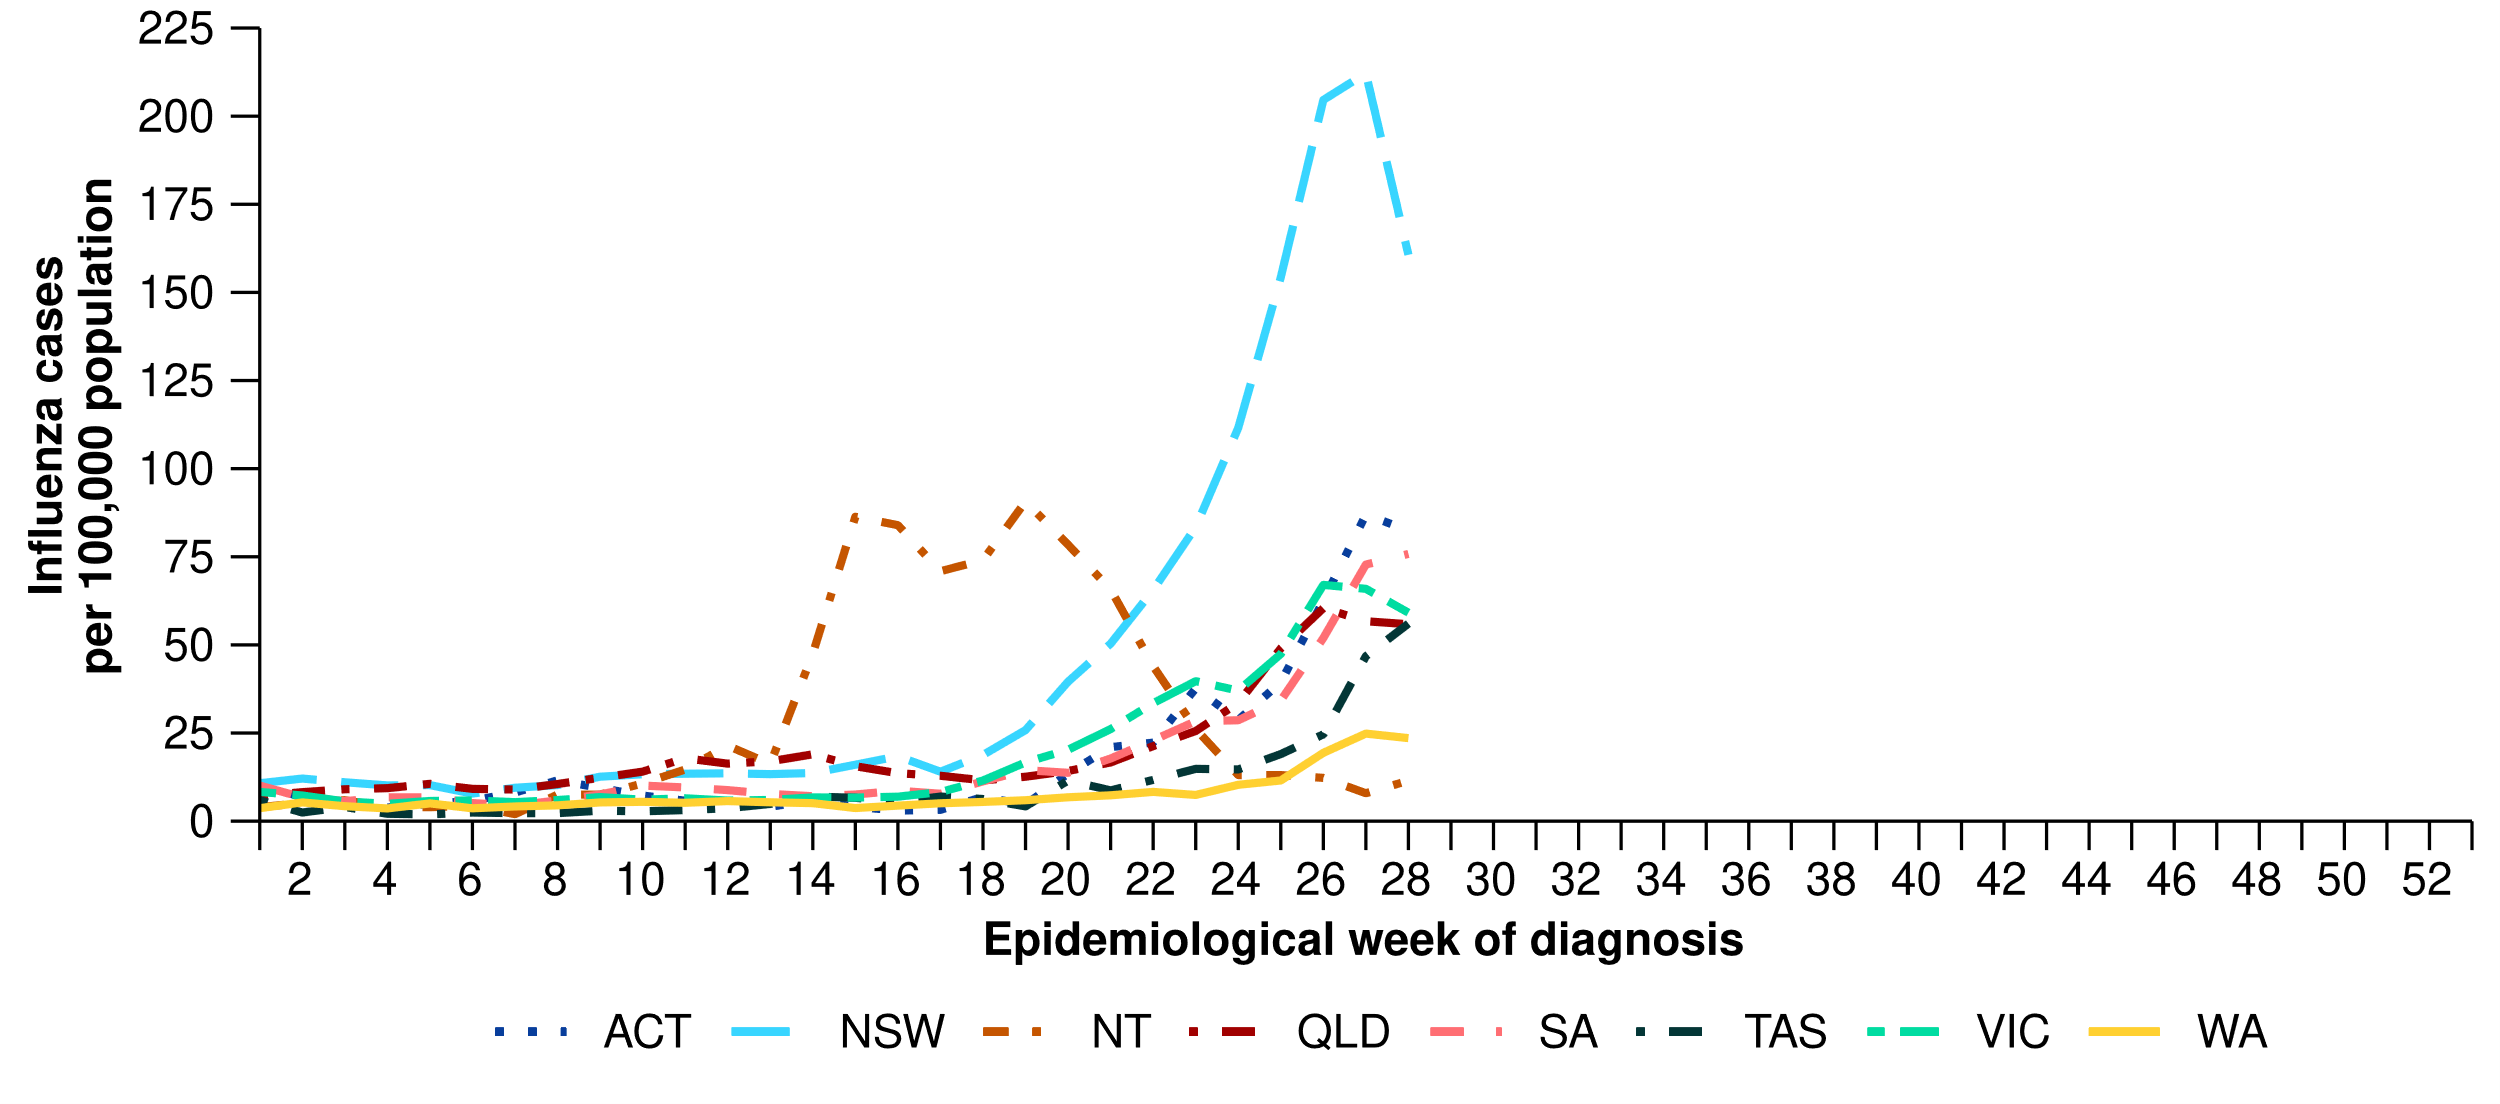 225
200
175
150
125
100
75
50
25
0
Influenza cases
per 100,000 population
2 4 6 8 10 12 14 16 18 20 22 24 26 28 30 32 34 36 38 40 42 44 46 48 50 52
Epidemiological week of diagnosis
ACT NSW NT QLD SA TAS VIC WA